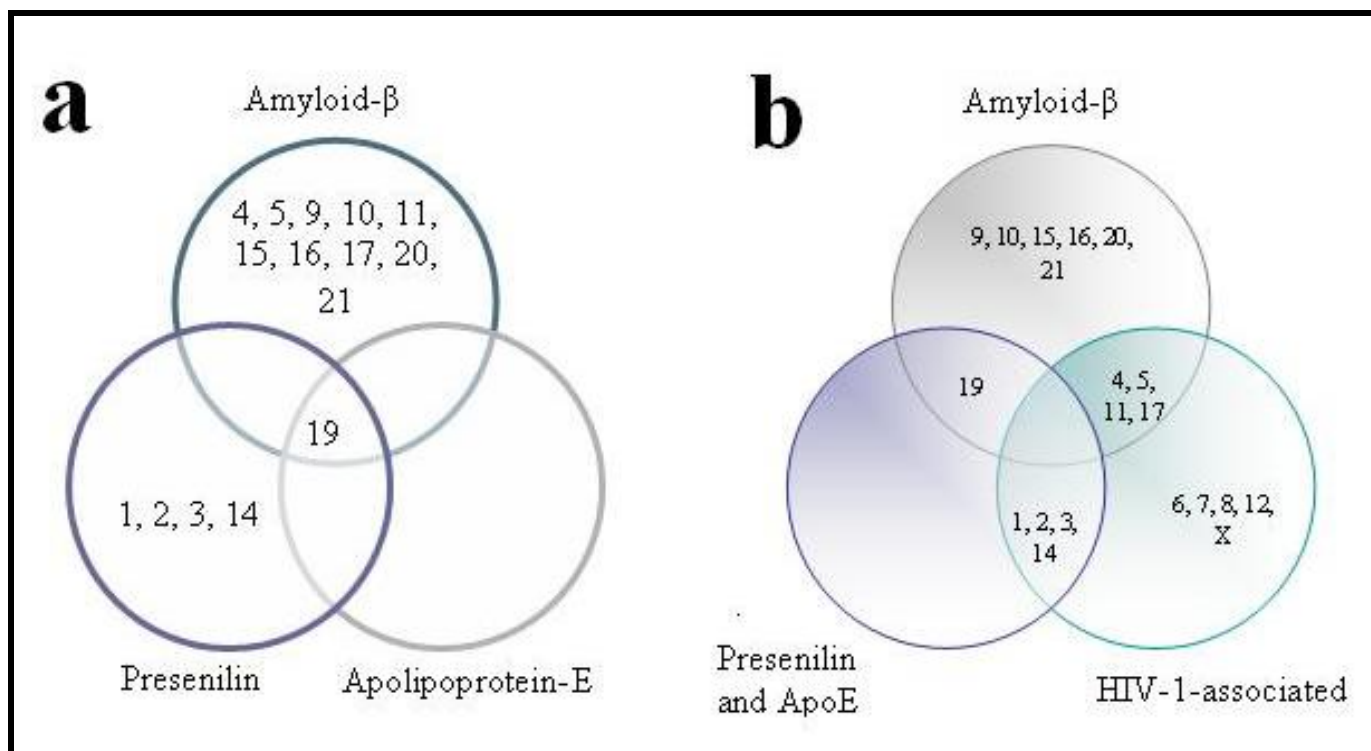 a
Amyloid-β
4, 5, 9, 10, 11,
15, 16, 17, 20,
21
19
1, 2, 3, 14
Presenilin
Apolipoprotein-E
b
Amyloid-β
9, 10, 15, 16, 20,
21
19
4, 5,
11, 17
1, 2, 3,
14
6, 7, 8, 12,
X
Presenilin
and ApoE
HIV-1-associated